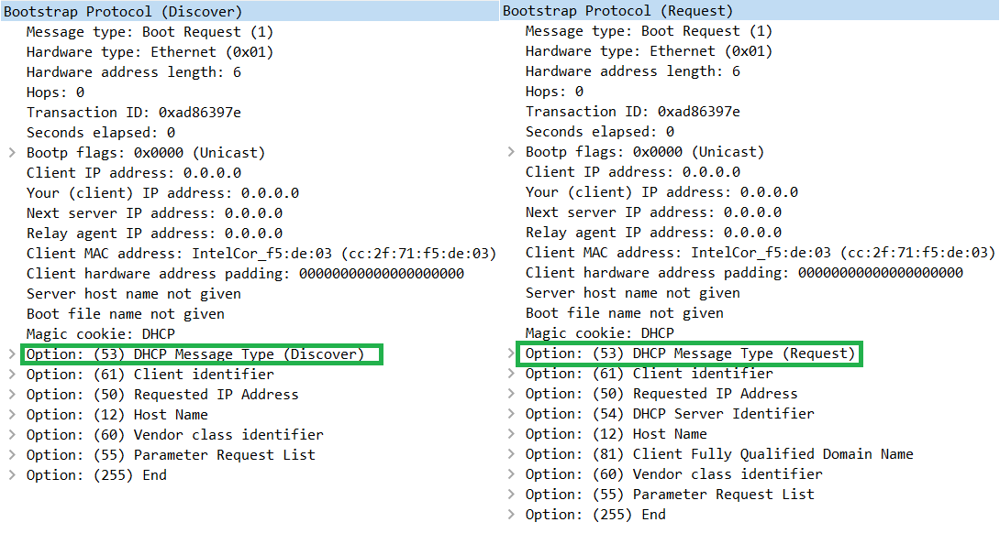 Bootstrap Protocol (Discover)
Message type: Boot Request (1)
Hardware type: Ethernet (0x01)
Hardware address length: 6
Hops: 0
Transaction ID: 0xad86397e
Seconds elapsed: 0
Bootp flags: 0x0000 (Unicast)
Client IP address: 0.0.0.0
Your (client) IP address: 0.0.0.0
Next server IP address: 0.0.0.0
Relay agent IP address: 0.0.0.0
Client MAC address: IntelCor_f5:de:03 (cc:2f:71:f5:de:03)
Client hardware address padding: 00000000000000000000
Server host name not given
Boot file name not given
Magic cookie: DHCP
Option: (53) DHCP Message Type (Discover)
Option: (61) Client identifier
Option: (50) Requested IP Address
Option: (12) Host Name
Option: (60) Vendor class identifier
Option: (55) Parameter Request List
Option: (255) End
Bootstrap Protocol (Request)
Message type: Boot Request (1)
Hardware type: Ethernet (0x01)
Hardware address length: 6
Hops: 0
Transaction ID: 0xad86397e
Seconds elapsed: 0
Bootp flags: 0x0000 (Unicast)
Client IP address: 0.0.0.0
Your (client) IP address: 0.0.0.0
Next server IP address: 0.0.0.0
Relay agent IP address: 0.0.0.0
Client MAC address: IntelCor_f5:de:03 (cc:2f:71:f5:de:03)
Client hardware address padding: 00000000000000000000
Server host name not given
Boot file name not given
Magic cookie: DHCP
Option: (53) DHCP Message Type (Request)
Option: (61) Client identifier
Option: (50) Requested IP Address
Option: (54) DHCP Server Identifier
Option: (12) Host Name
Option: (81) Client Fully Qualified Domain Name
Option: (60) Vendor class identifier
Option: (55) Parameter Request List
Option: (255) End